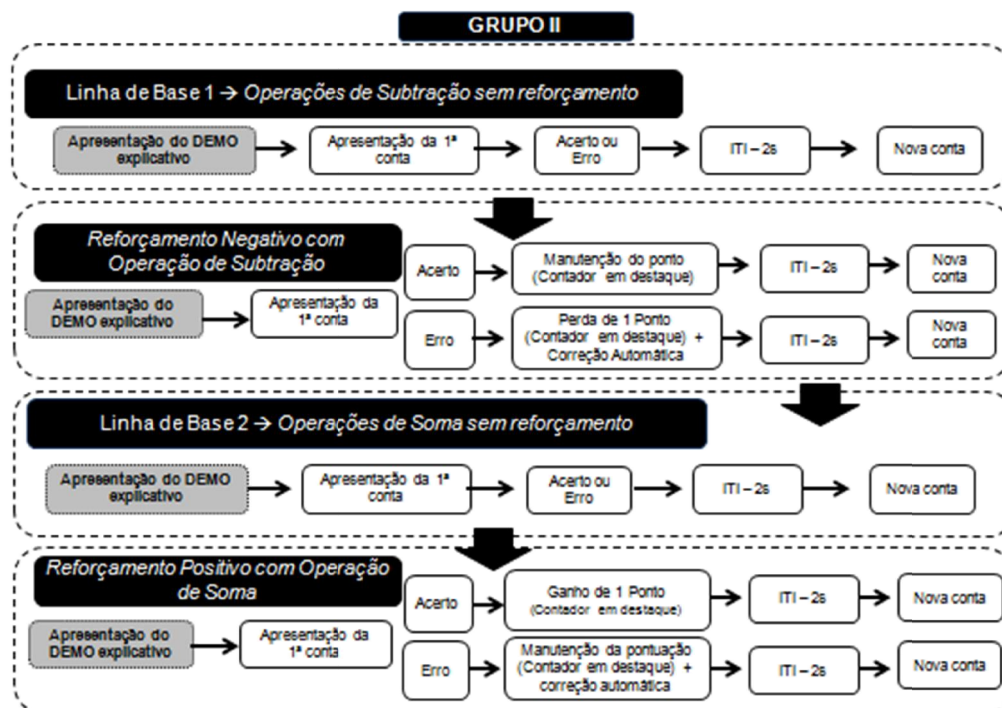 GRUPO II
Linha de Base 1 → Operações de Subtração sem reforçamento
Apresentação do DEMO
explicativo
Apresentação da 1ª
conta
Acerto ou
Erro
ITI – 2s
Nova conta
Reforçamento Negativo com
Operação de Subtração
Apresentação do
DEMO explicativo
Apresentação da
1ª conta
Acerto
Manutenção do ponto
(Contador em destaque)
ITI – 2s
Nova
conta
Erro
Perda de 1 Ponto
(Contador em destaque) +
Correção Automática
ITI – 2s
Nova
conta
Linha de Base 2 → Operações de Soma sem reforçamento
Apresentação do DEMO
explicativo
Apresentação da 1ª
conta
Acerto ou
Erro
ITI – 2s
Nova conta
Reforçamento Positivo com Operação
de Soma
Apresentação do
DEMO explicativo
Apresentação da
1ª conta
Acerto
Ganho de 1 Ponto
(Contador em destaque)
ITI – 2s
Nova conta
Erro
Manutenção da pontuação
(Contador em destaque) +
correção automática
ITI – 2s
Nova conta